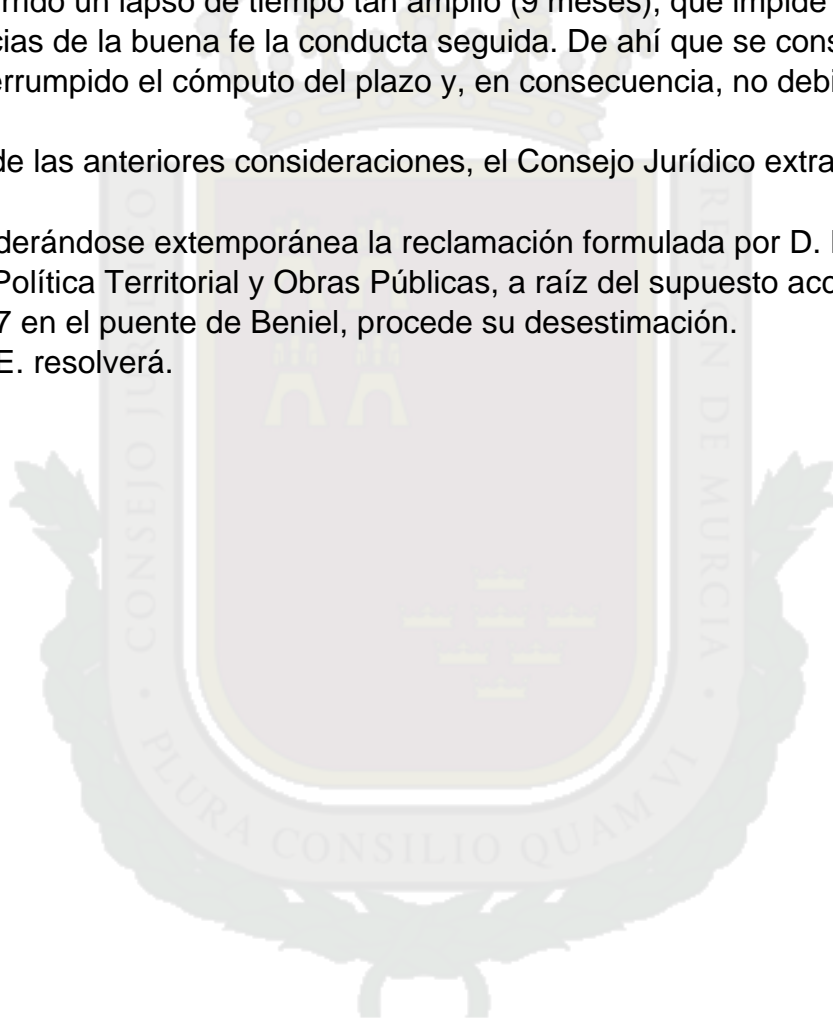 rrido un lapso de tiempo tan amplio (9 meses), que impide
cias de la buena fe la conducta seguida. De ahí que se cons
errumpido el cómputo del plazo y, en consecuencia, no debi
de las anteriores consideraciones, el Consejo Jurídico extra
derándose extemporánea la reclamación formulada por D.
Política Territorial y Obras Públicas, a raíz del supuesto acc
7 en el puente de Beniel, procede su desestimación.
E. resolverá.
CONSEJO JURÍDICO
REGIÓN DE MURCIA
PLURA CONSILIO QUAM VI